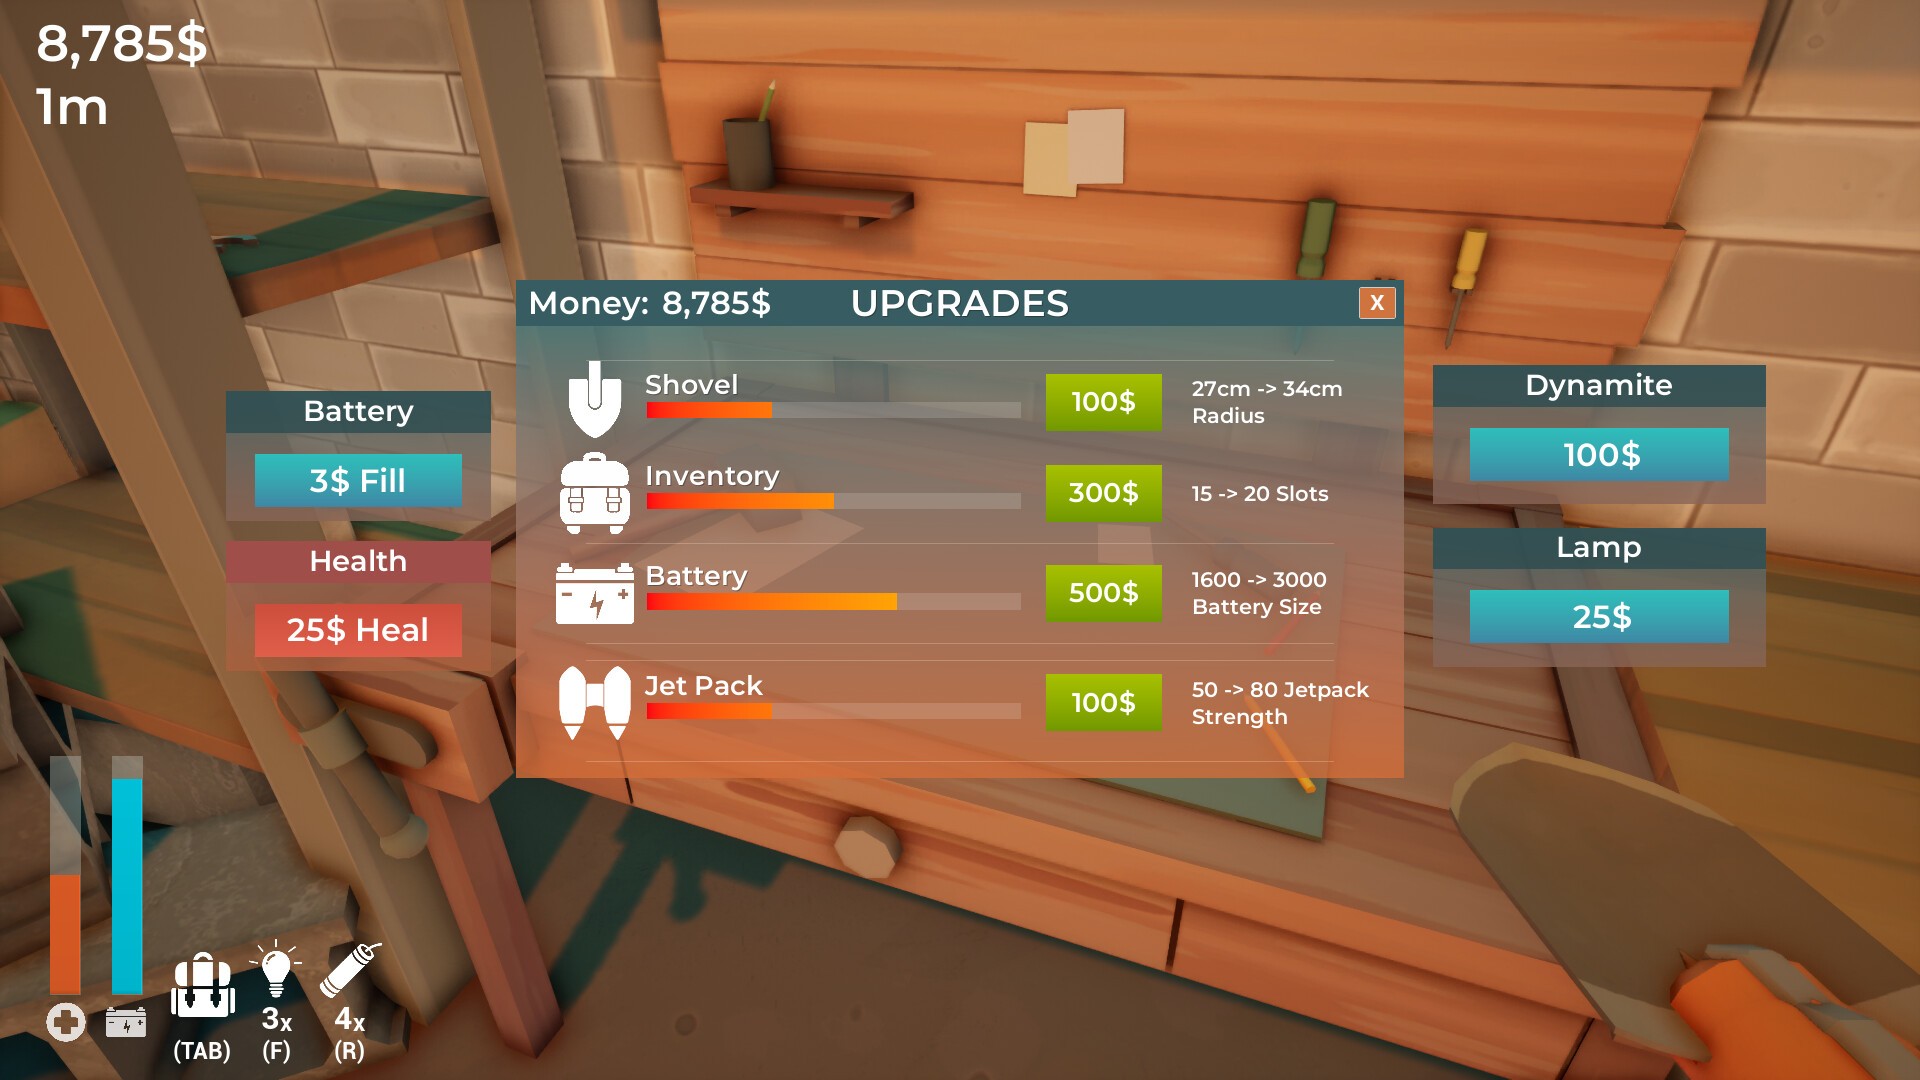 8,785$
1m
Money: 8,785$
UPGRADES
X
Shovel
100$
27cm -> 34cm
Radius
Inventory
300$
15 -> 20 Slots
Battery
500$
1600 -> 3000
Battery Size
Jet Pack
100$
50 -> 80 Jetpack
Strength
Battery
3$ Fill
Health
25$ Heal
Dynamite
100$
Lamp
25$
3x
4x
(TAB)
(F)
(R)